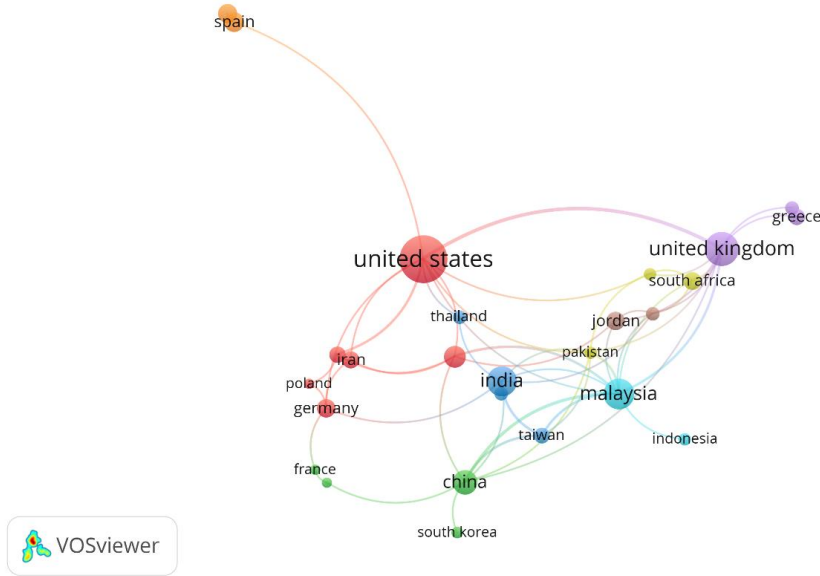 spain
greece
united kingdom
united states
south africa
thailand
jordan
pakistan
iran
poland
india
malaysia
germany
taiwan
indonesia
france
china
south korea
VOSviewer